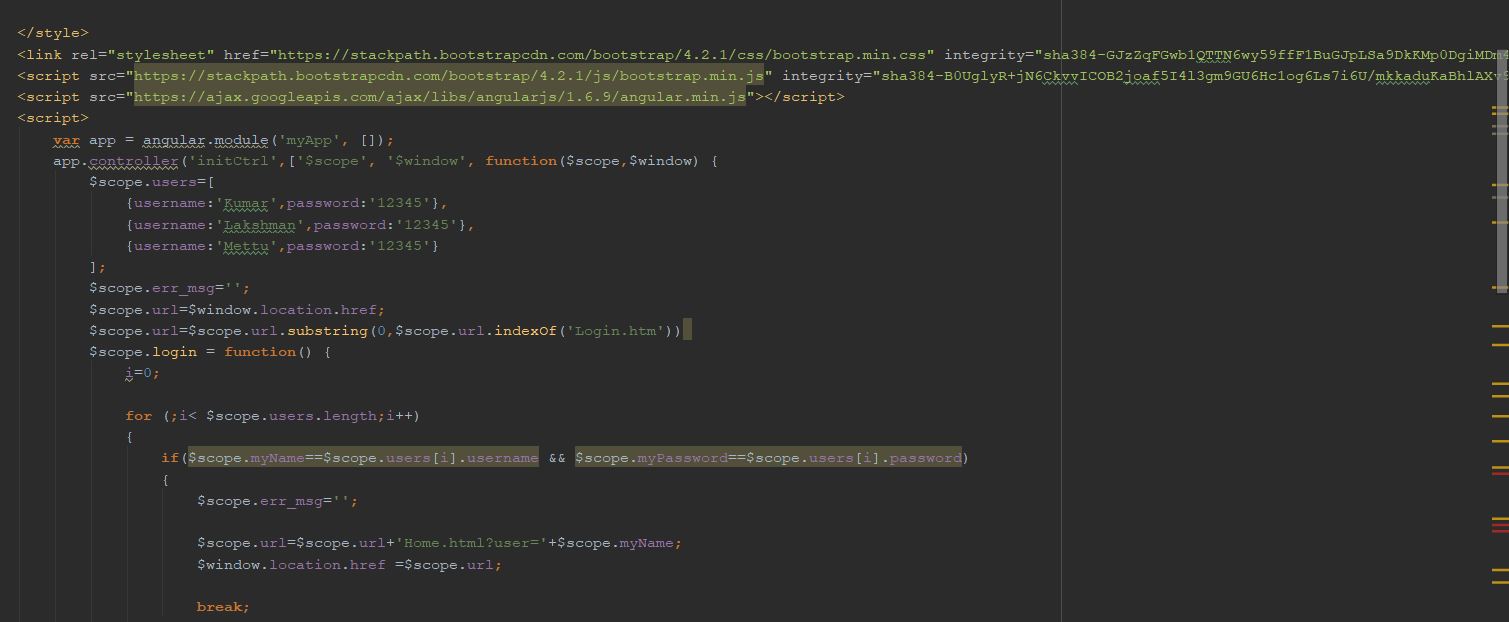 </style>
<link rel="stylesheet" href="https://stackpath.bootstrapcdn.com/bootstrap/4.2.1/css/bootstrap.min.css" integrity="sha384-GJzZqFGwb1QTTN6wy59ffF1BuGJpLSa9DkKMp0DgiMDm4
<script src="https://stackpath.bootstrapcdn.com/bootstrap/4.2.1/js/bootstrap.min.js" integrity="sha384-B0UglyR+jN6CkvvICOB2joaf5I4l3gm9GU6Hc1og6Ls7i6U/mkkaduKaBhlAXv9
<script src="https://ajax.googleapis.com/ajax/libs/angularjs/1.6.9/angular.min.js"></script>
<script>
var app = angular.module('myApp', []);
app.controller('initCtrl',['$scope', '$window', function($scope,$window) {
$scope.users=[
{username:'Kumar',password:'12345'},
{username:'Lakshman',password:'12345'},
{username:'Mettu',password:'12345'}
];
$scope.err_msg='';
$scope.url=$window.location.href;
$scope.url=$scope.url.substring(0,$scope.url.indexOf('Login.htm'))
$scope.login = function() {
i=0;
for (;i< $scope.users.length;i++)
{
if($scope.myName==$scope.users[i].username && $scope.myPassword==$scope.users[i].password)
{
$scope.err_msg='';
$scope.url=$scope.url+'Home.html?user='+$scope.myName;
$window.location.href =$scope.url;
break;